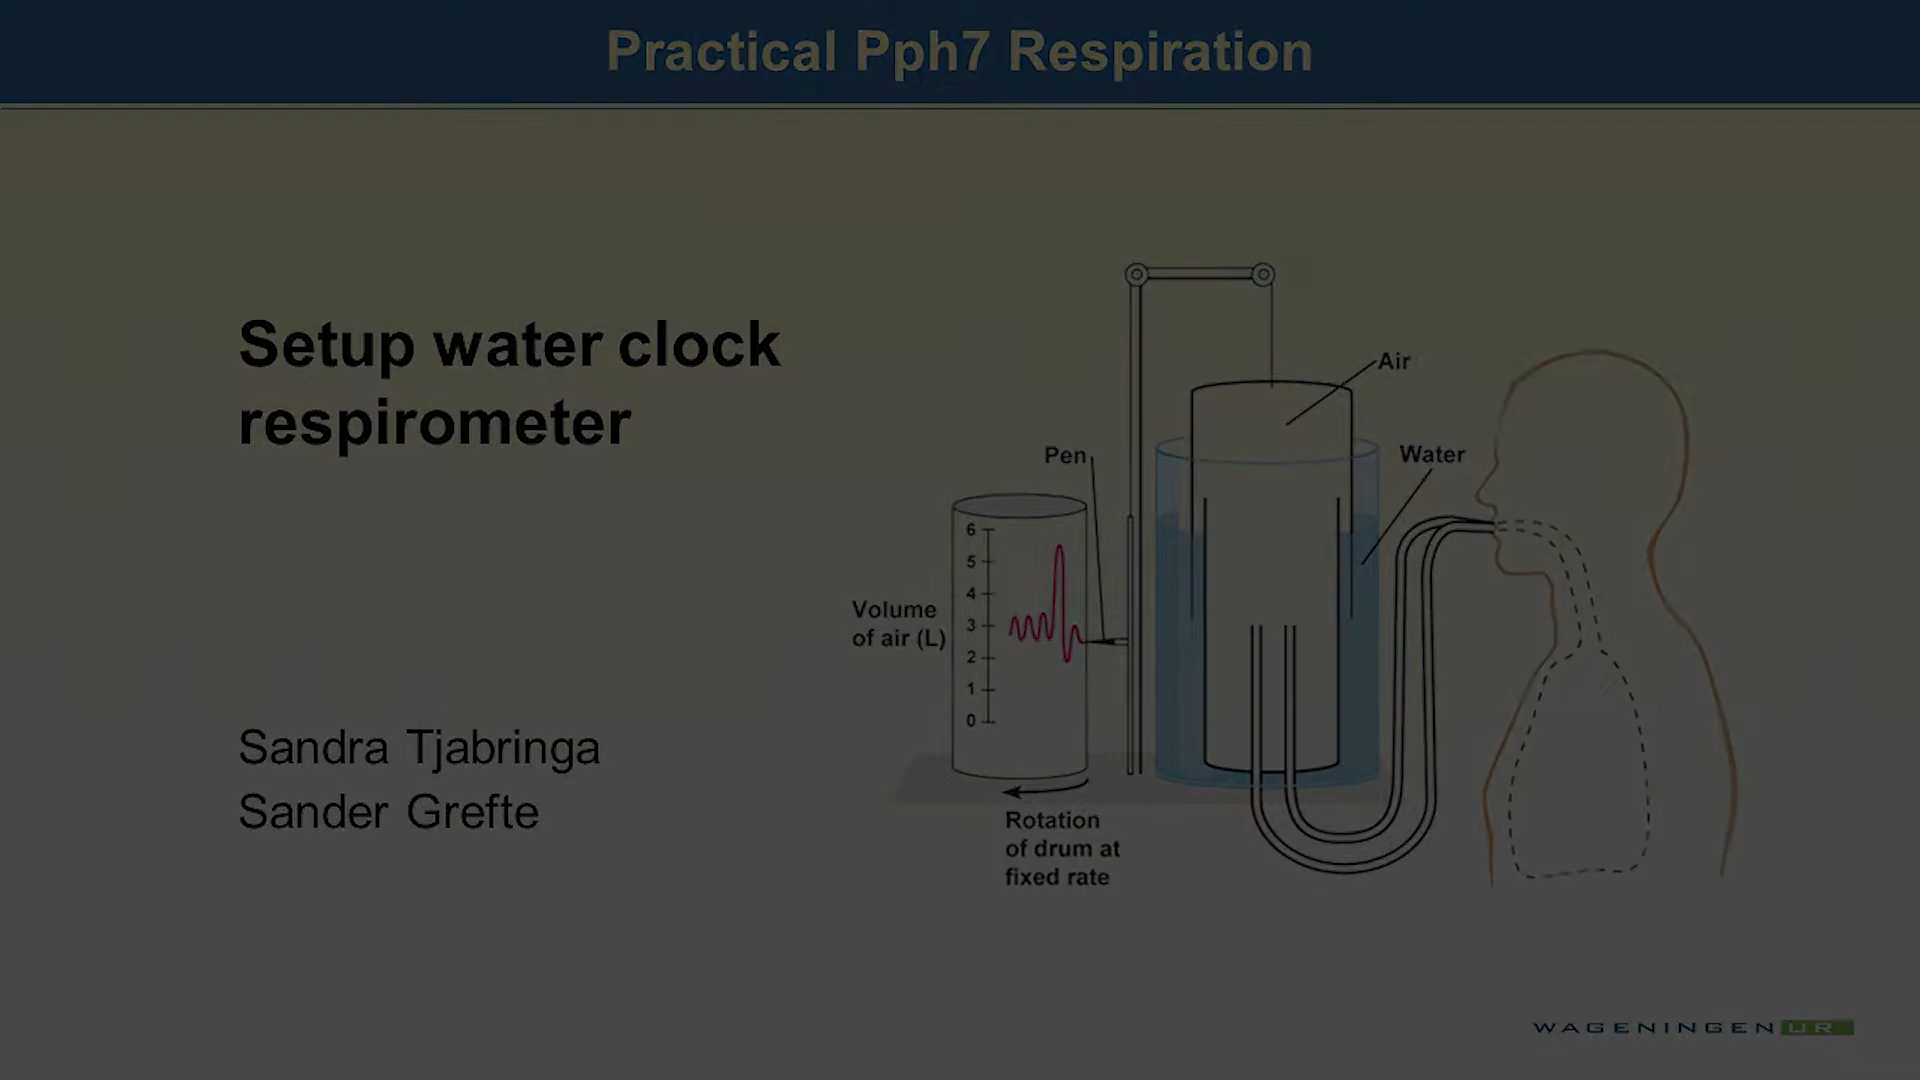 Practical Pph7 Respiration
Setup water clock
respirometer
Sandra Tjabringa
Sander Grefte
Air
Water
Pen
6
5
4
3
2
1
0
Volume
of air (L)
Rotation
of drum at
fixed rate
WAGENINGEN UR